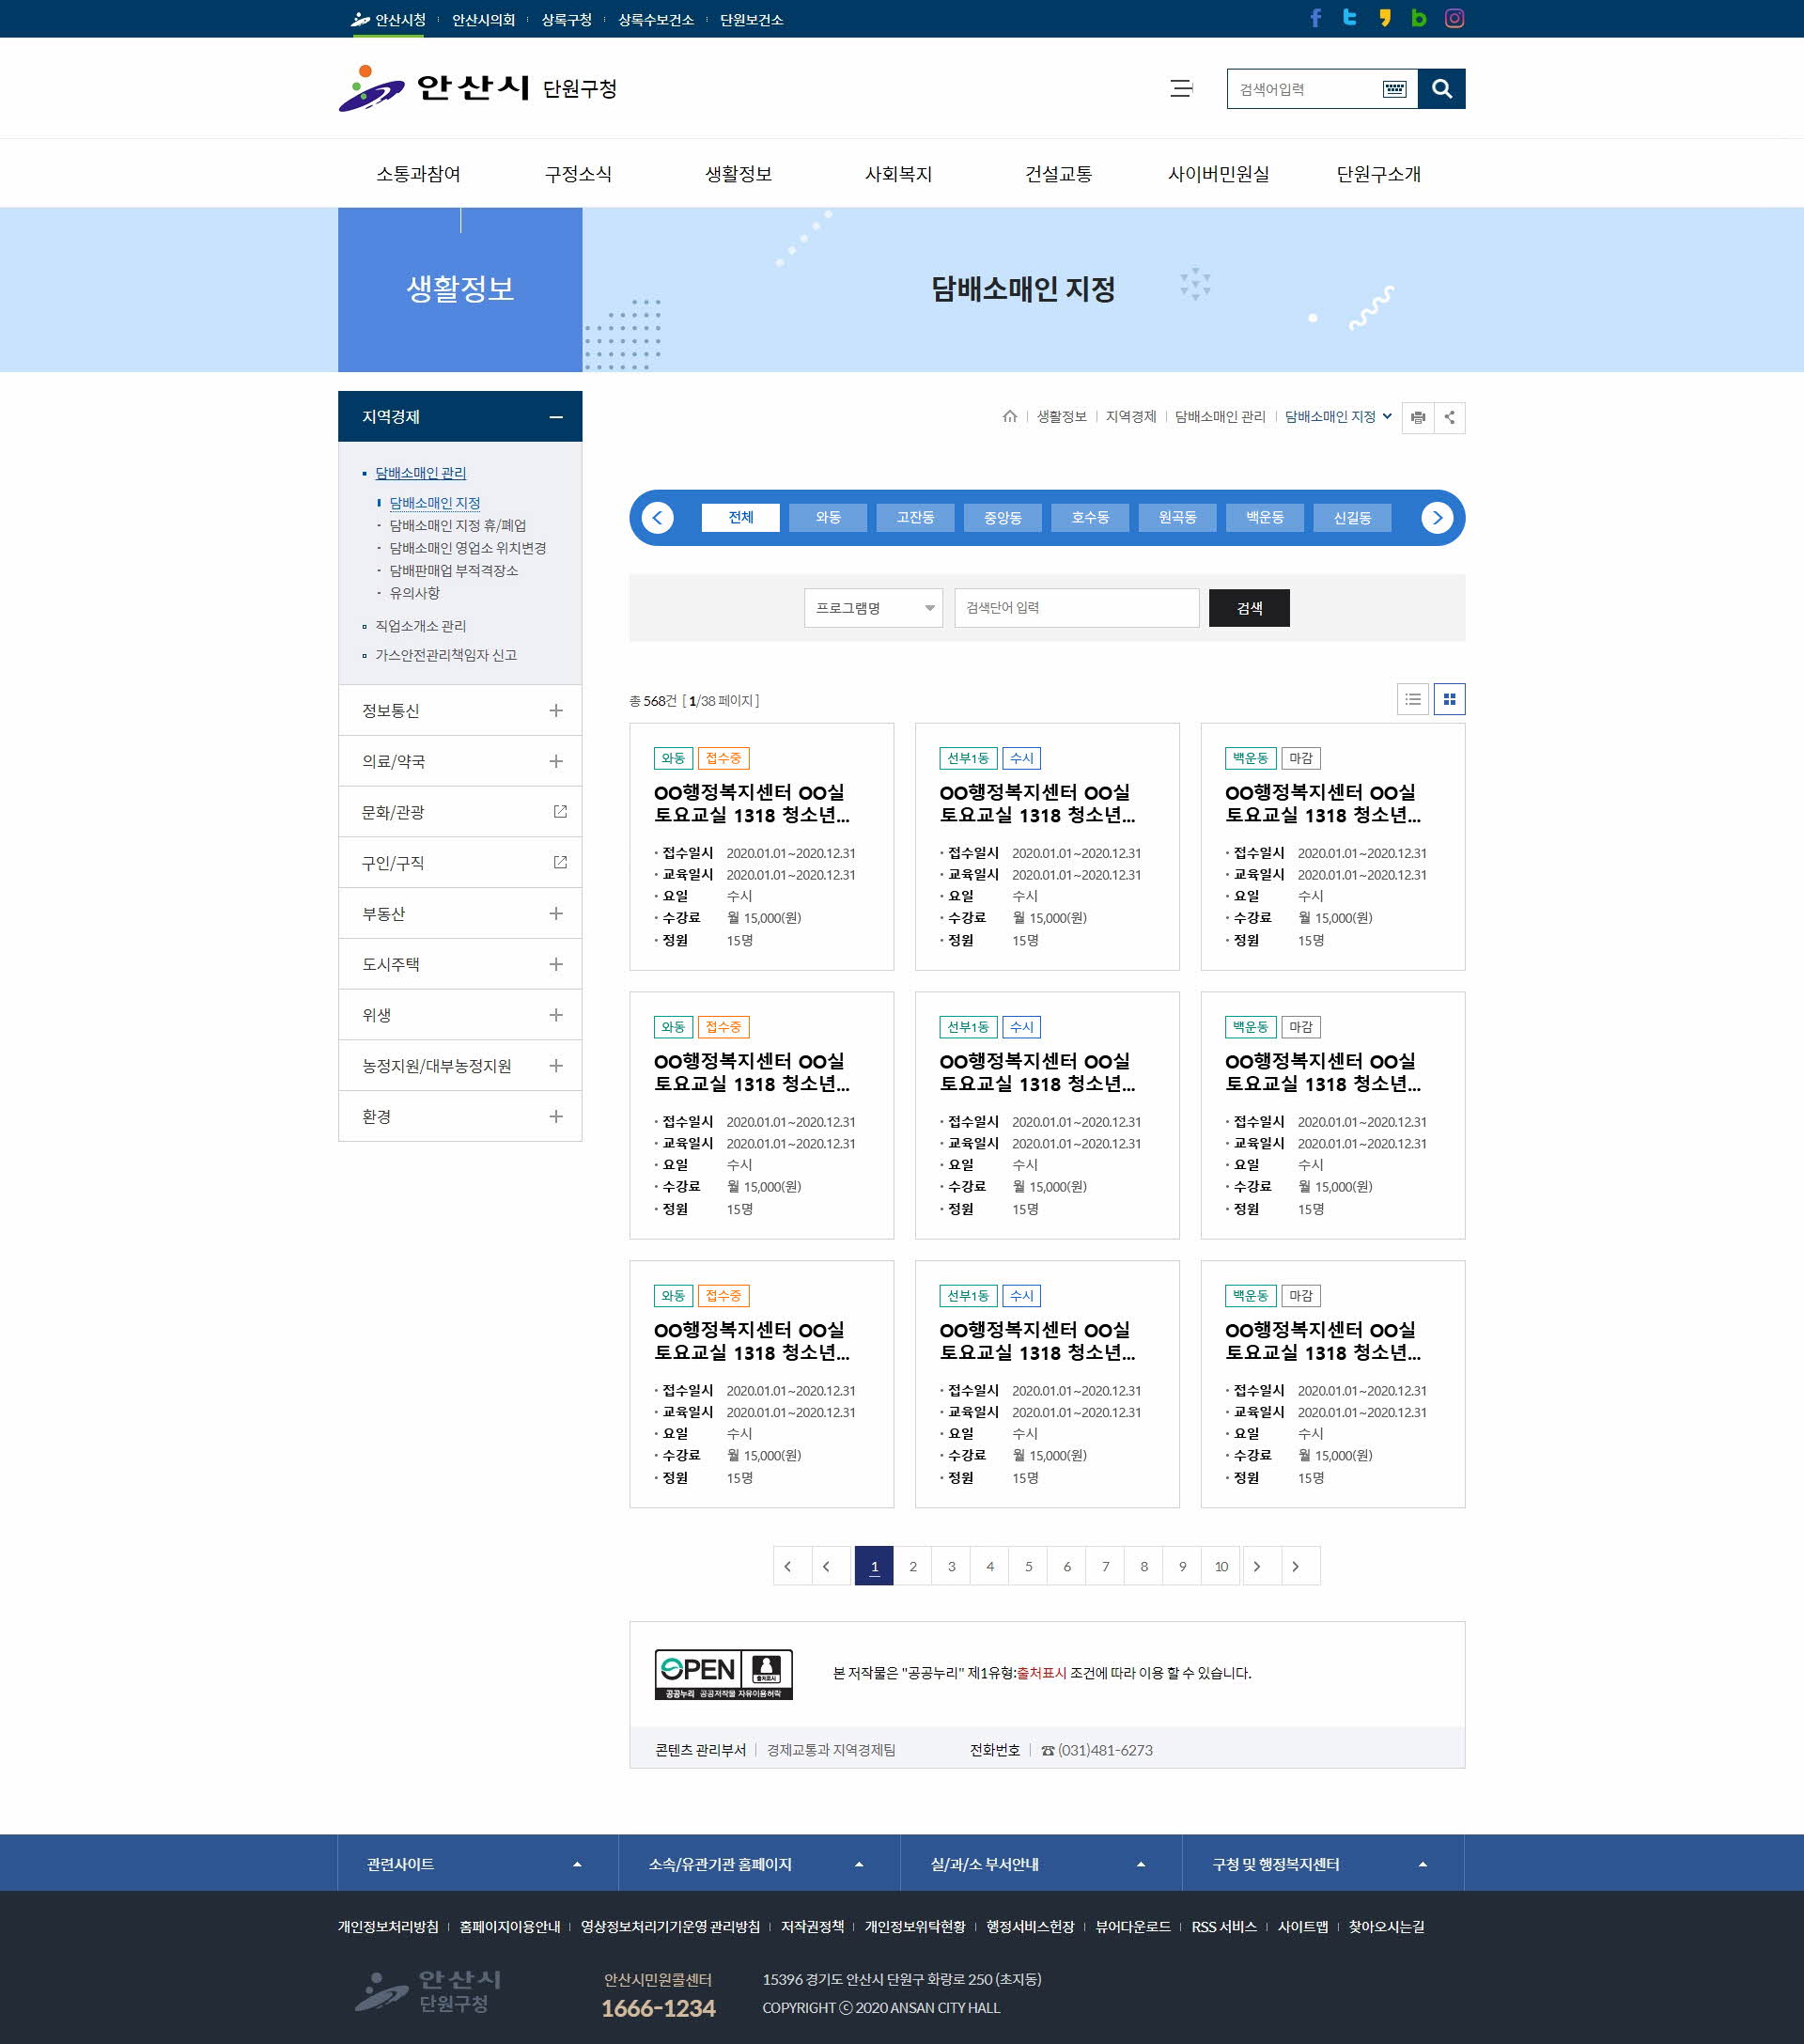 안산시청 안산시의회 상록구청 상록수보건소 단원보건소
안산시 단원구청
검색어입력
소통과참여 구정소식 생활정보 사회복지 건설교통 사이버민원실 단원구소개
생활정보
담배소매인 지정
지역경제
담배소매인 관리
담배소매인 지정
담배소매인 지정 휴/폐업
담배소매인 영업소 위치변경
담배판매업 부적격장소
유의사항
직업소개소 관리
가스안전관리책임자 신고
정보통신
의료/약국
문화/관광
구인/구직
부동산
도시주택
위생
농정지원/대부농정지원
환경
생활정보 지역경제 담배소매인 관리 담배소매인 지정
전체 와동 고잔동 중앙동 호수동 원곡동 백운동 신길동
프로그램명 검색단어 입력 검색
총 568건 [ 1/38 페이지 ]
와동 접수중
OO행정복지센터 OO실
토요교실 1318 청소년...
접수일시 2020.01.01~2020.12.31
교육일시 2020.01.01~2020.12.31
요일 수시
수강료 월 15,000(원)
정원 15명
선부1동 수시
OO행정복지센터 OO실
토요교실 1318 청소년...
접수일시 2020.01.01~2020.12.31
교육일시 2020.01.01~2020.12.31
요일 수시
수강료 월 15,000(원)
정원 15명
백운동 마감
OO행정복지센터 OO실
토요교실 1318 청소년...
접수일시 2020.01.01~2020.12.31
교육일시 2020.01.01~2020.12.31
요일 수시
수강료 월 15,000(원)
정원 15명
와동 접수중
OO행정복지센터 OO실
토요교실 1318 청소년...
접수일시 2020.01.01~2020.12.31
교육일시 2020.01.01~2020.12.31
요일 수시
수강료 월 15,000(원)
정원 15명
선부1동 수시
OO행정복지센터 OO실
토요교실 1318 청소년...
접수일시 2020.01.01~2020.12.31
교육일시 2020.01.01~2020.12.31
요일 수시
수강료 월 15,000(원)
정원 15명
백운동 마감
OO행정복지센터 OO실
토요교실 1318 청소년...
접수일시 2020.01.01~2020.12.31
교육일시 2020.01.01~2020.12.31
요일 수시
수강료 월 15,000(원)
정원 15명
와동 접수중
OO행정복지센터 OO실
토요교실 1318 청소년...
접수일시 2020.01.01~2020.12.31
교육일시 2020.01.01~2020.12.31
요일 수시
수강료 월 15,000(원)
정원 15명
선부1동 수시
OO행정복지센터 OO실
토요교실 1318 청소년...
접수일시 2020.01.01~2020.12.31
교육일시 2020.01.01~2020.12.31
요일 수시
수강료 월 15,000(원)
정원 15명
백운동 마감
OO행정복지센터 OO실
토요교실 1318 청소년...
접수일시 2020.01.01~2020.12.31
교육일시 2020.01.01~2020.12.31
요일 수시
수강료 월 15,000(원)
정원 15명
1 2 3 4 5 6 7 8 9 10
OPEN 출처표시
공공누리 공공저작물 자유이용허락
본 저작물은 "공공누리" 제1유형:출처표시 조건에 따라 이용 할 수 있습니다.
콘텐츠 관리부서 경제교통과 지역경제팀 전화번호 ☎ (031)481-6273
관련사이트 소속/유관기관 홈페이지 실/과/소 부서안내 구청 및 행정복지센터
개인정보처리방침 홈페이지이용안내 영상정보처리기기운영 관리방침 저작권정책 개인정보위탁현황 행정서비스헌장 뷰어다운로드 RSS 서비스 사이트맵 찾아오시는길
안산시
단원구청
안산시민원콜센터
1666-1234
15396 경기도 안산시 단원구 화랑로 250 (초지동)
COPYRIGHT ⓒ 2020 ANSAN CITY HALL